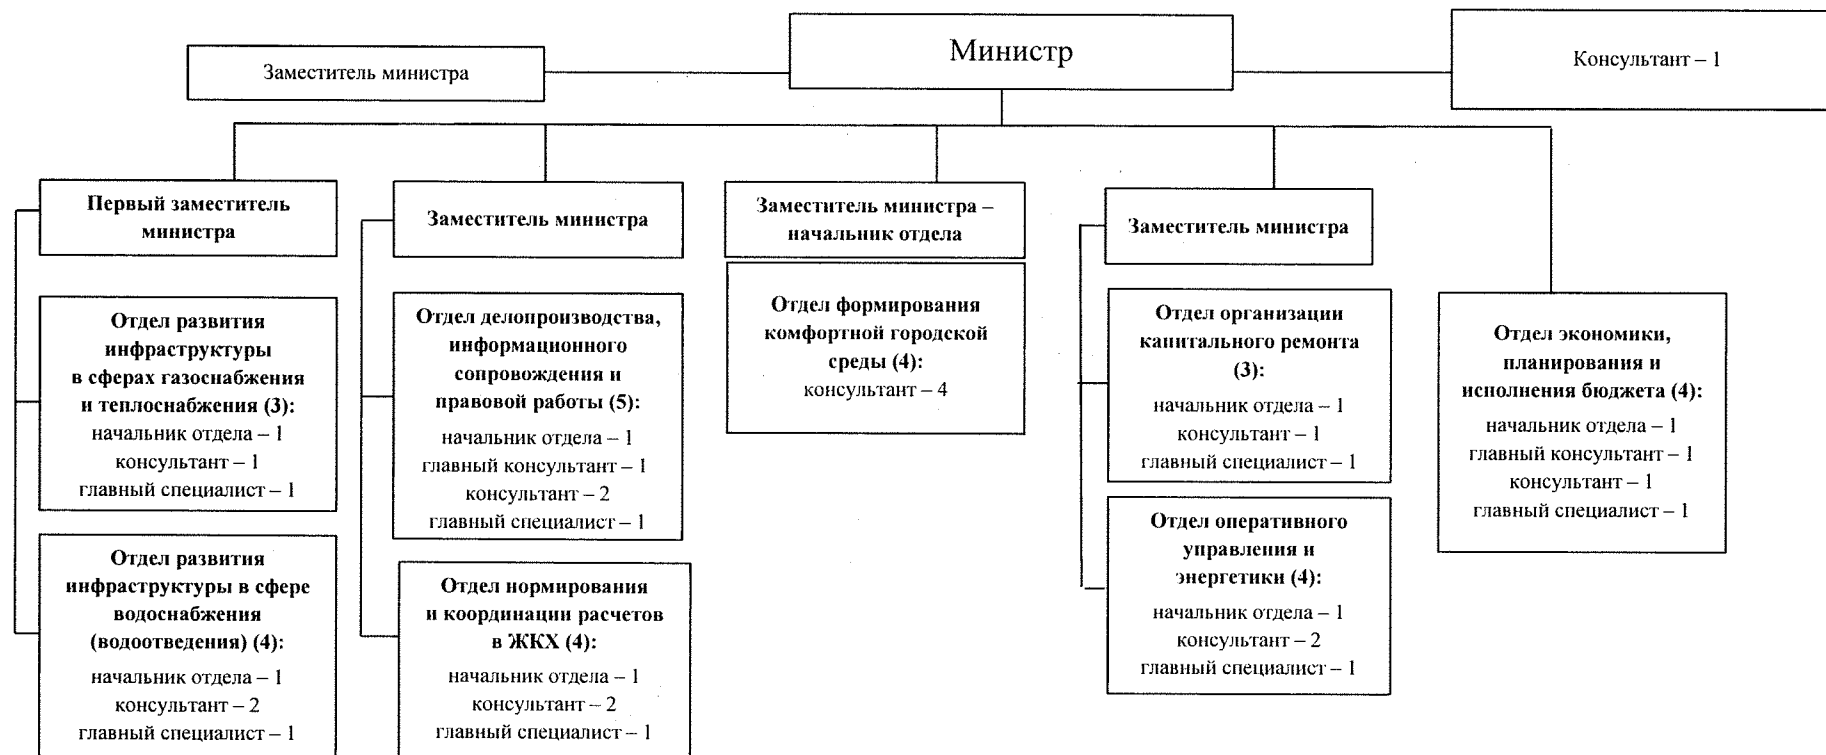 Министр
Заместитель министра
Консультант – 1
Первый заместитель
министра
Отдел развития
инфраструктуры
в сферах газоснабжения
и теплоснабжения (3):
начальник отдела – 1
консультант – 1
главный специалист – 1
Отдел развития
инфраструктуры в сфере
водоснабжения
(водоотведения) (4):
начальник отдела – 1
консультант – 2
главный специалист – 1
Заместитель министра
Отдел делопроизводства,
информационного
сопровождения и
правовой работы (5):
начальник отдела – 1
главный консультант – 1
консультант – 2
главный специалист – 1
Отдел нормирования
и координации расчетов
в ЖКХ (4):
начальник отдела – 1
консультант – 2
главный специалист – 1
Заместитель министра –
начальник отдела
Отдел формирования
комфортной городской
среды (4):
консультант – 4
Заместитель министра
Отдел организации
капитального ремонта
(3):
начальник отдела – 1
консультант – 1
главный специалист – 1
Отдел оперативного
управления и
энергетики (4):
начальник отдела – 1
консультант – 2
главный специалист – 1
Отдел экономики,
планирования и
исполнения бюджета (4):
начальник отдела – 1
главный консультант – 1
консультант – 1
главный специалист – 1